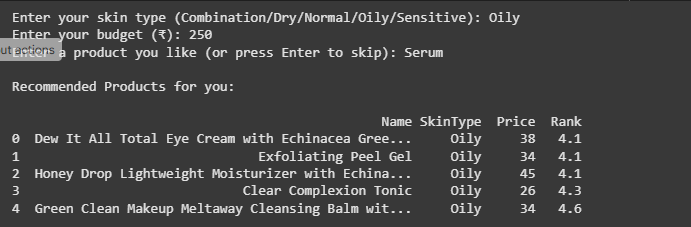 Enter your skin type (Combination/Dry/Normal/Oily/Sensitive): Oily
Enter your budget (₹): 250
ut actions a product you like (or press Enter to skip): Serum
Recommended Products for you:
Name SkinType Price Rank
0 Dew It All Total Eye Cream with Echinacea Gree... Oily 38 4.1
1 Exfoliating Peel Gel Oily 34 4.1
2 Honey Drop Lightweight Moisturizer with Echina... Oily 45 4.1
3 Clear Complexion Tonic Oily 26 4.3
4 Green Clean Makeup Meltaway Cleansing Balm wit... Oily 34 4.6